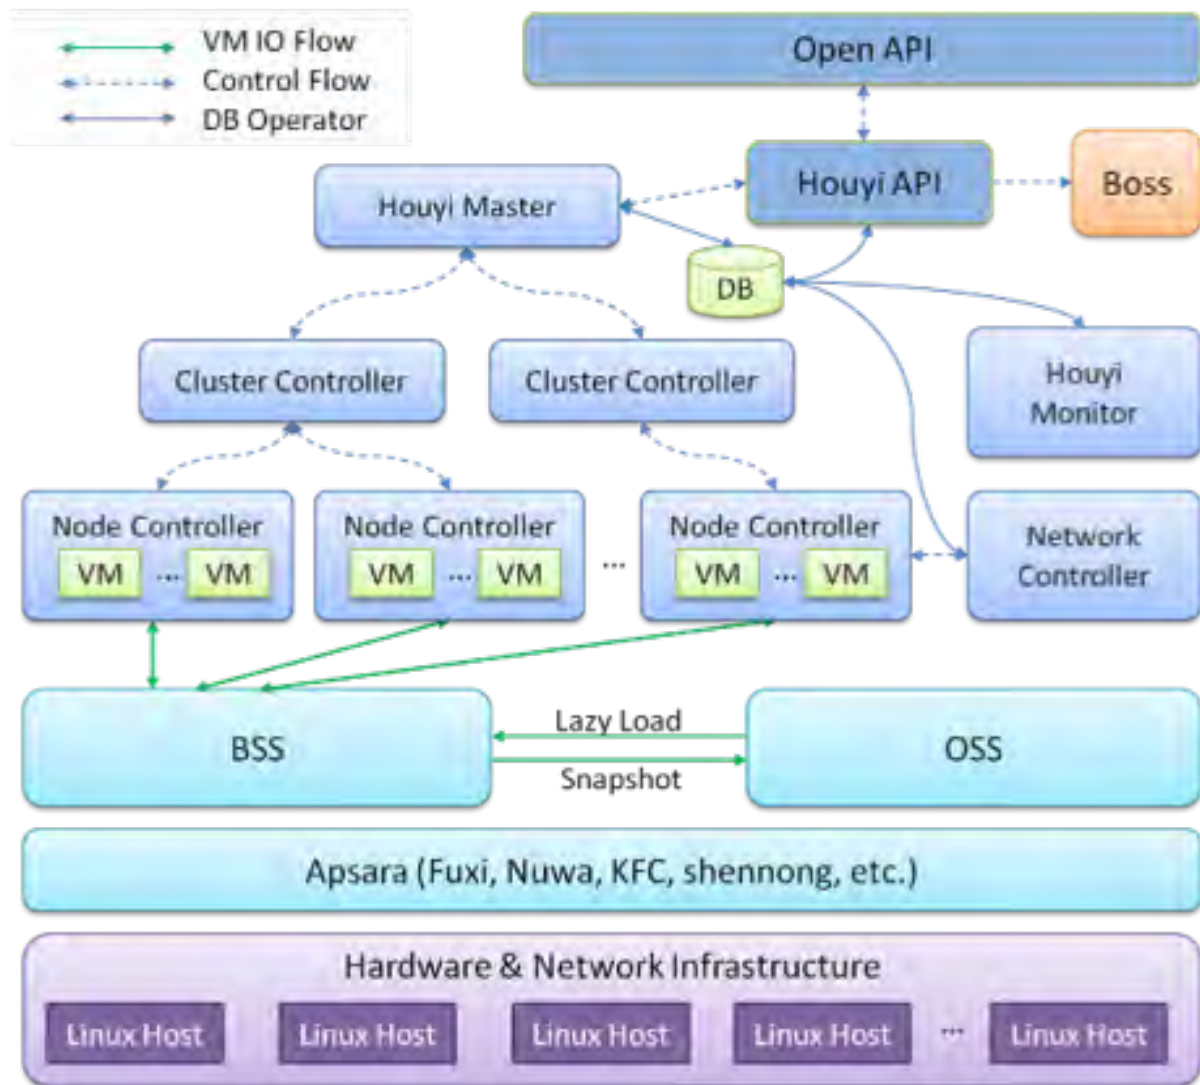 VM IO Flow
Control Flow
DB Operator
Open API
Houyi API
Boss
Houyi Master
DB
Cluster Controller
Cluster Controller
Houyi
Monitor
Node Controller
VM ... VM
Node Controller
VM ... VM
...
Node Controller
VM ... VM
Network
Controller
BSS
Lazy Load
Snapshot
OSS
Apsara (Fuxi, Nuwa, KFC, shennong, etc.)
Hardware & Network Infrastructure
Linux Host
Linux Host
Linux Host
Linux Host
...
Linux Host